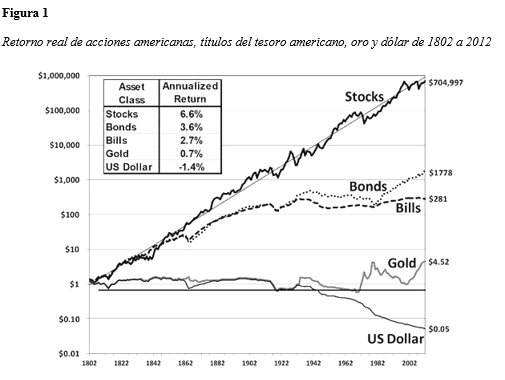 Figura 1
Retorno real de acciones americanas, títulos del tesoro americano, oro y dólar de 1802 a 2012
$1,000,000
$100,000
$10,000
$1,000
$100
$10
$1
$0.10
$0.01
Asset Class Annualized Return
Stocks 6.6%
Bonds 3.6%
Bills 2.7%
Gold 0.7%
US Dollar -1.4%
Stocks
$704,997
Bonds
$1778
Bills
$281
Gold
$4.52
US Dollar
$0.05
1802 1822 1842 1862 1882 1902 1922 1942 1962 1982 2002